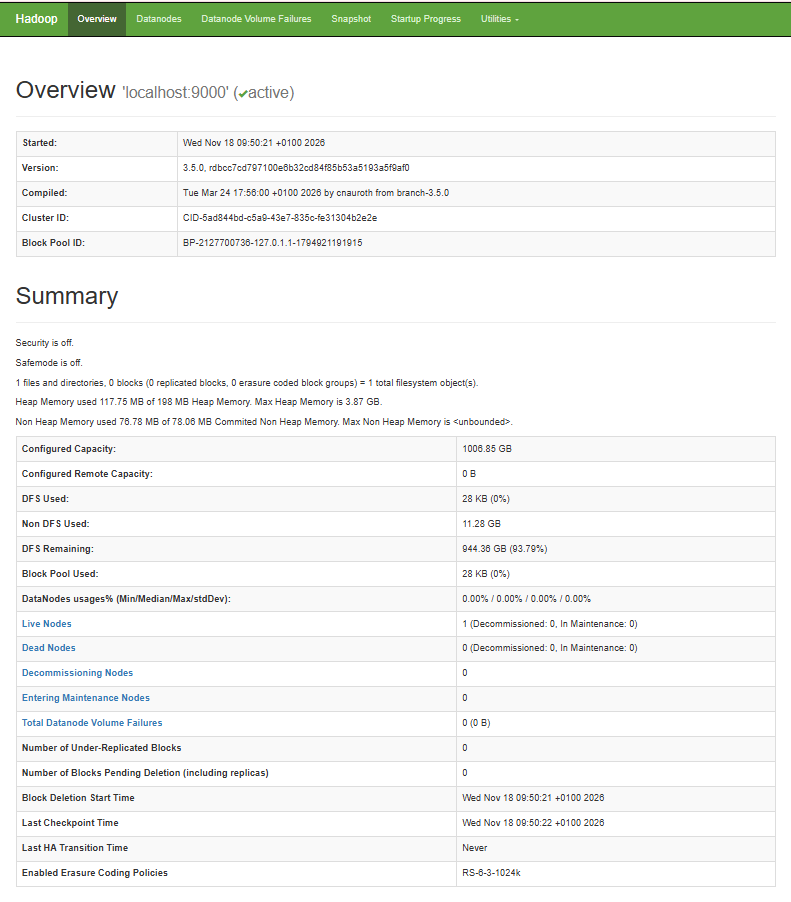 Hadoop Overview Datanodes Datanode Volume Failures Snapshot Startup Progress Utilities
Overview 'localhost:9000' (✔active)
Started: Wed Nov 18 09:50:21 +0100 2026
Version: 3.5.0, rdbcc7cd797100e6b32cd84f85b53a5193a5f9af0
Compiled: Tue Mar 24 17:56:00 +0100 2026 by cnauroth from branch-3.5.0
Cluster ID: CID-5ad844bd-c5a9-43e7-835c-fe31304b2e2e
Block Pool ID: BP-2127700736-127.0.1.1-1794921191915
Summary
Security is off.
Safemode is off.
1 files and directories, 0 blocks (0 replicated blocks, 0 erasure coded block groups) = 1 total filesystem object(s).
Heap Memory used 117.75 MB of 198 MB Heap Memory. Max Heap Memory is 3.87 GB.
Non Heap Memory used 76.78 MB of 78.06 MB Commited Non Heap Memory. Max Non Heap Memory is <unbounded>.
Configured Capacity: 1006.85 GB
Configured Remote Capacity: 0 B
DFS Used: 28 KB (0%)
Non DFS Used: 11.28 GB
DFS Remaining: 944.36 GB (93.79%)
Block Pool Used: 28 KB (0%)
DataNodes usages% (Min/Median/Max/stdDev): 0.00% / 0.00% / 0.00% / 0.00%
Live Nodes 1 (Decommissioned: 0, In Maintenance: 0)
Dead Nodes 0 (Decommissioned: 0, In Maintenance: 0)
Decommissioning Nodes 0
Entering Maintenance Nodes 0
Total Datanode Volume Failures 0 (0 B)
Number of Under-Replicated Blocks 0
Number of Blocks Pending Deletion (including replicas) 0
Block Deletion Start Time Wed Nov 18 09:50:21 +0100 2026
Last Checkpoint Time Wed Nov 18 09:50:22 +0100 2026
Last HA Transition Time Never
Enabled Erasure Coding Policies RS-6-3-1024k